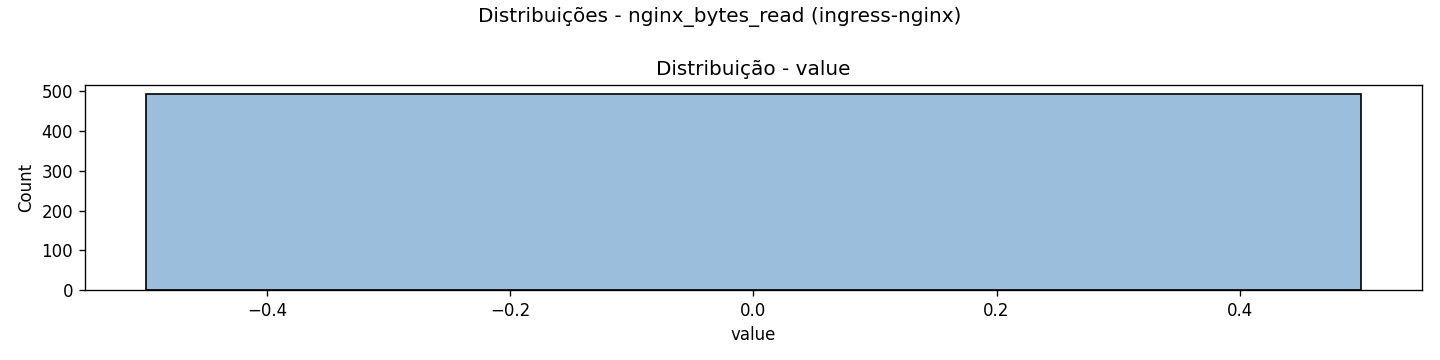 Distribuições - nginx_bytes_read (ingress-nginx)
Distribuição - value
500
400
300
200
100
0
Count
−0.4 −0.2 0.0 0.2 0.4
value